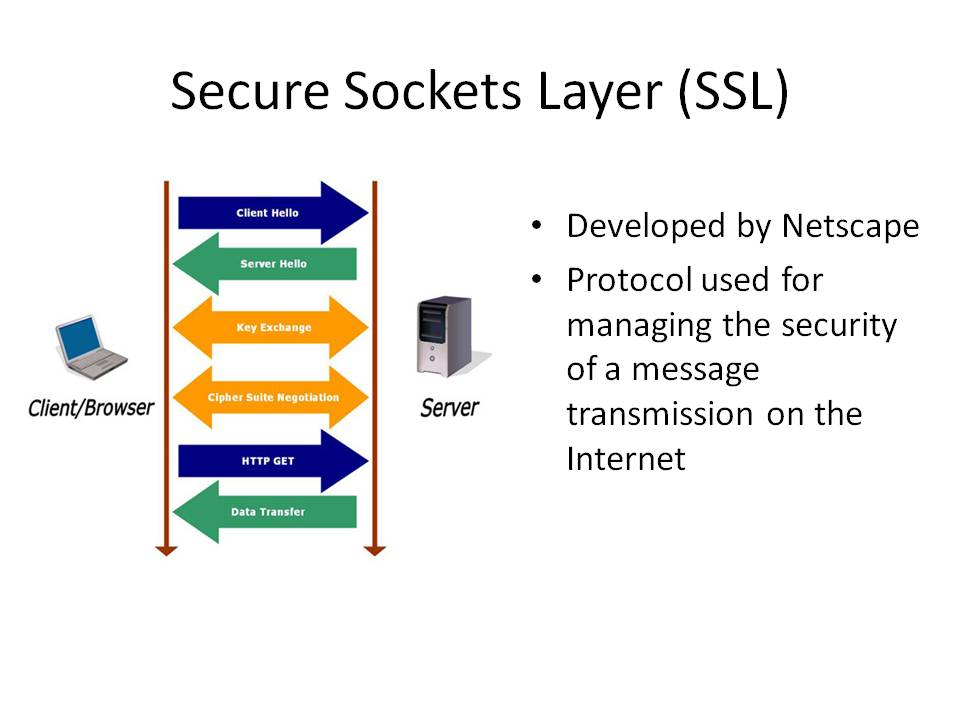 Secure Sockets Layer (SSL)
Client Hello
Server Hello
Key Exchange
Cipher Suite Negotiation
HTTP GET
Data Transfer
Client/Browser
Server
• Developed by Netscape
• Protocol used for
managing the security
of a message
transmission on the
Internet